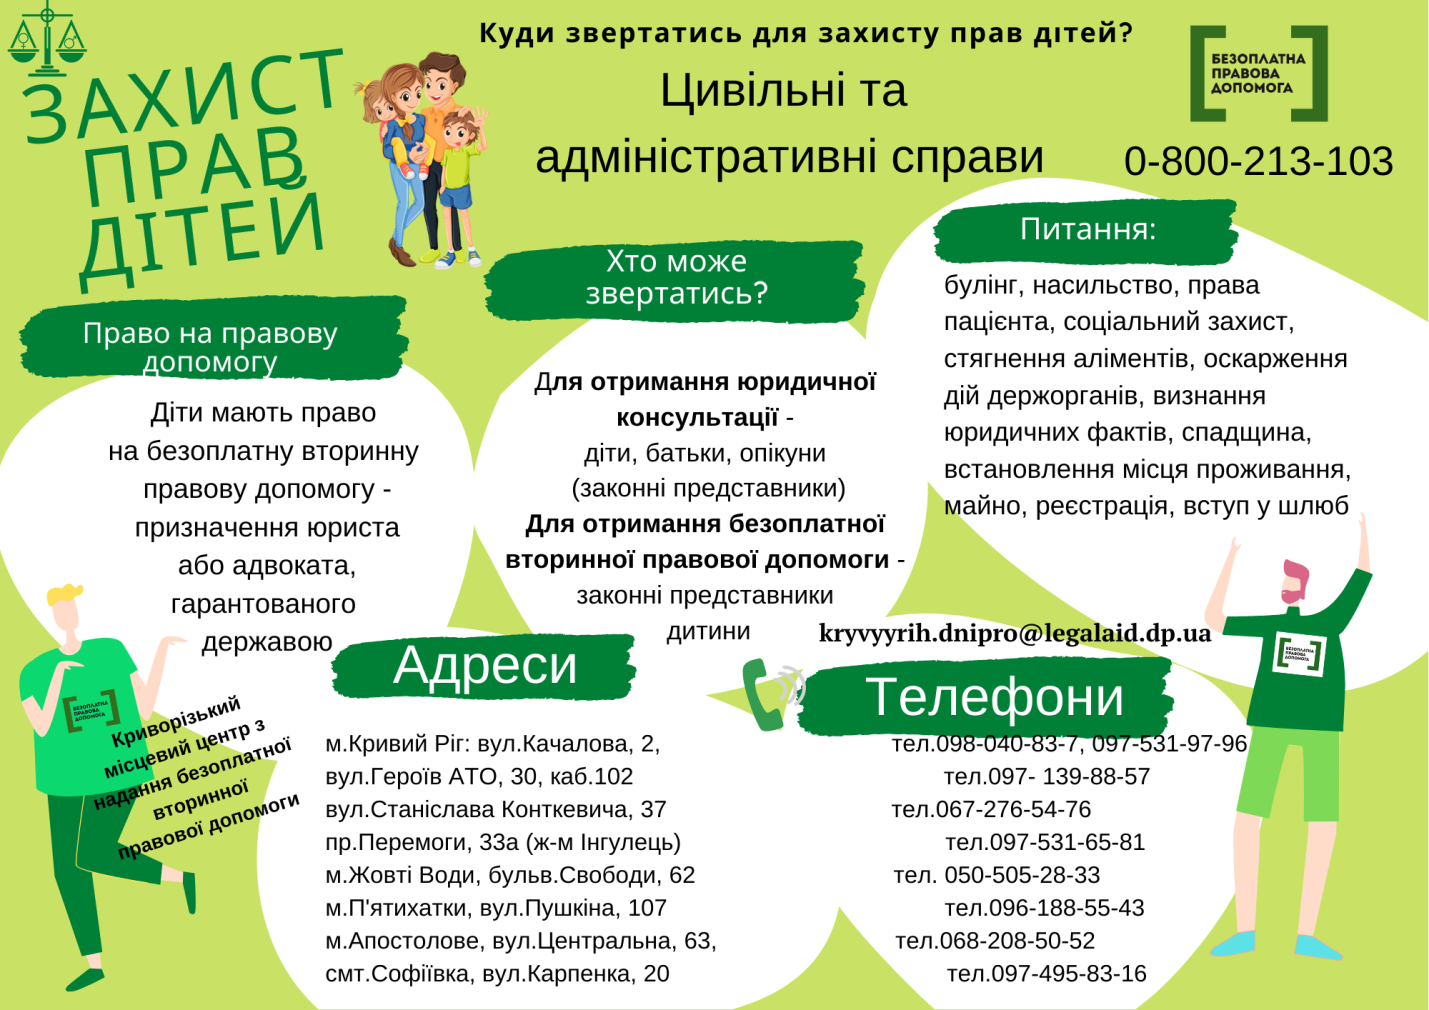 ЗАХИСТ
ПРАВ
ДІТЕЙ
Куди звертатись для захисту прав дітей?
Цивільні та
адміністративні справи
БЕЗОПЛАТНА
ПРАВОВА
ДОПОМОГА
0-800-213-103
Право на правову
допомогу
Діти мають право
на безоплатну вторинну
правову допомогу -
призначення юриста
або адвоката,
гарантованого
державою
Хто може
звертатись?
Для отримання юридичної
консультації -
діти, батьки, опікуни
(законні представники)
Для отримання безоплатної
вторинної правової допомоги -
законні представники
дитини
Питання:
булінг, насильство, права
пацієнта, соціальний захист,
стягнення аліментів, оскарження
дій держорганів, визнання
юридичних фактів, спадщина,
встановлення місця проживання,
майно, реєстрація, вступ у шлюб
kryvyyrih.dnipro@legalaid.dp.ua
БЕЗОПЛАТНА
ПРАВОВА
ДОПОМОГА
БЕЗОПЛАТНА
ПРАВОВА
ДОПОМОГА
Криворізький
місцевий центр з
надання безоплатної
вторинної
правової допомоги
Адреси
Телефони
м.Кривий Ріг: вул.Качалова, 2, тел.098-040-83-7, 097-531-97-96
вул.Героїв АТО, 30, каб.102 тел.097- 139-88-57
вул.Станіслава Конткевича, 37 тел.067-276-54-76
пр.Перемоги, 33а (ж-м Інгулець) тел.097-531-65-81
м.Жовті Води, бульв.Свободи, 62 тел. 050-505-28-33
м.П'ятихатки, вул.Пушкіна, 107 тел.096-188-55-43
м.Апостолове, вул.Центральна, 63, тел.068-208-50-52
смт.Софіївка, вул.Карпенка, 20 тел.097-495-83-16